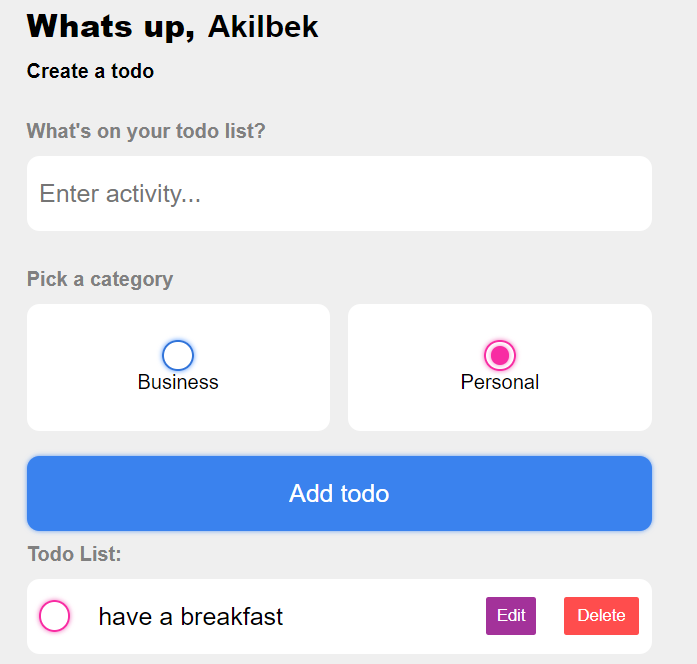 Whats up, Akilbek
Create a todo
What's on your todo list?
Enter activity...
Pick a category
Business Personal
Add todo
Todo List:
have a breakfast Edit Delete